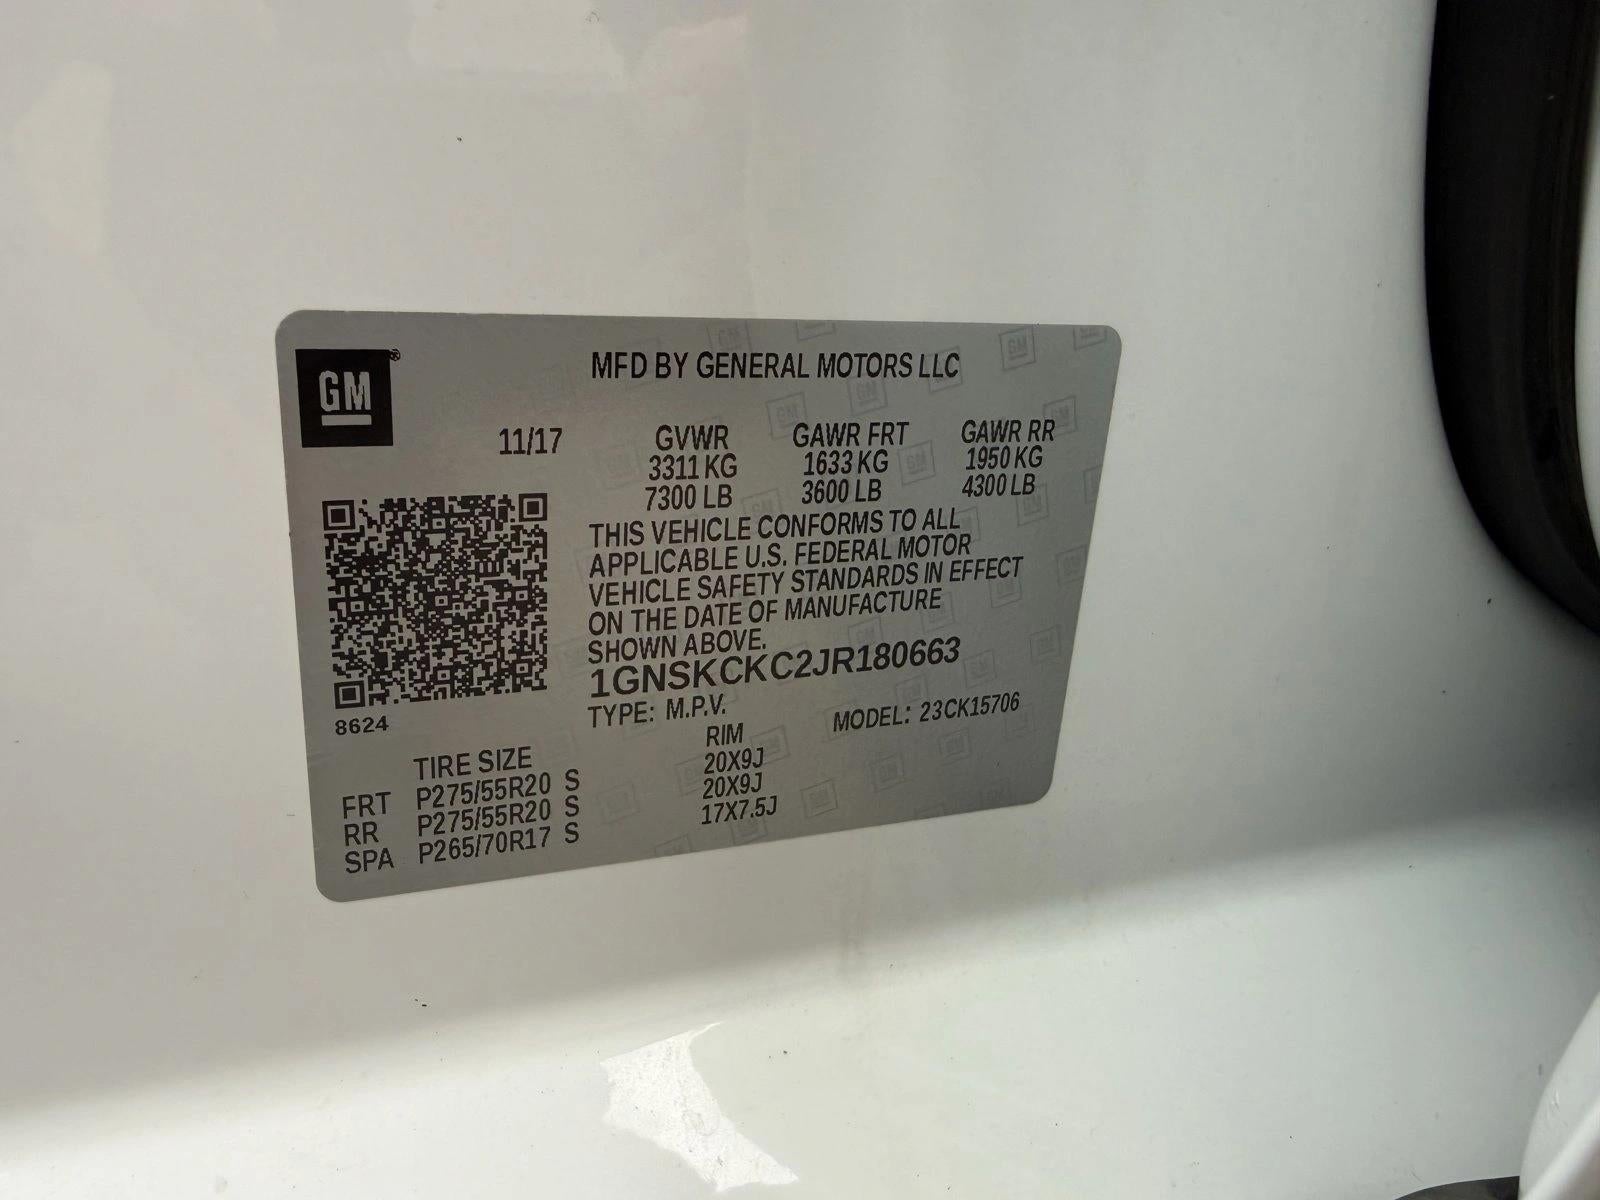 GM®
MFD BY GENERAL MOTORS LLC
11/17 GVWR GAWR FRT GAWR RR
3311 KG 1633 KG 1950 KG
7300 LB 3600 LB 4300 LB
THIS VEHICLE CONFORMS TO ALL
APPLICABLE U.S. FEDERAL MOTOR
VEHICLE SAFETY STANDARDS IN EFFECT
ON THE DATE OF MANUFACTURE
SHOWN ABOVE.
1GNSKCKC2JR180663
TYPE: M.P.V. MODEL: 23CK15706
8624
TIRE SIZE RIM
FRT P275/55R20 S 20X9J
RR P275/55R20 S 20X9J
SPA P265/70R17 S 17X7.5J